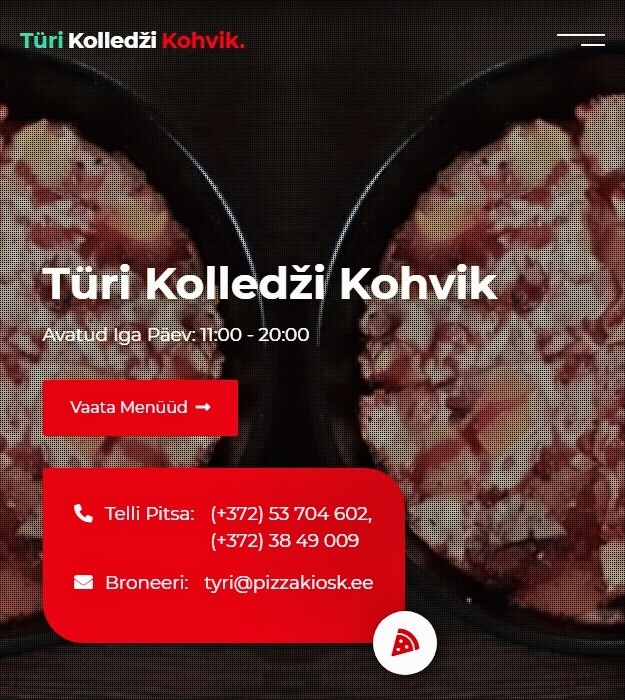 Türi Kolledži Kohvik.
Türi Kolledži Kohvik
Avatud Iga Päev: 11:00 - 20:00
Vaata Menüüd
Telli Pitsa: (+372) 53 704 602,
(+372) 38 49 009
Broneeri: tyri@pizzakiosk.ee